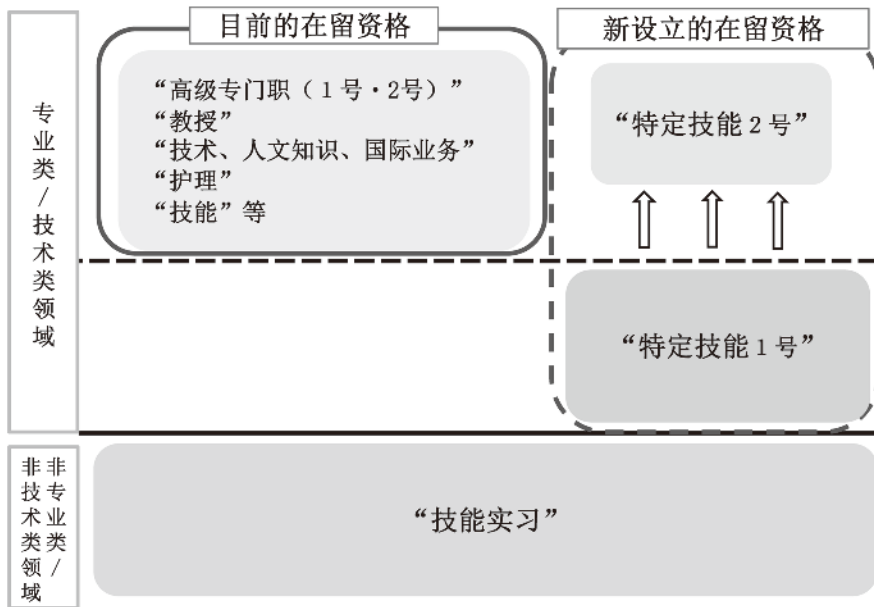 目前的在留资格
新设立的在留资格
专业类/技术类领域
“高级专门职（1号·2号）”
“教授”
“技术、人文知识、国际业务”
“护理”
“技能”等
“特定技能2号”
“特定技能1号”
非专业类/
非技术类领域
“技能实习”